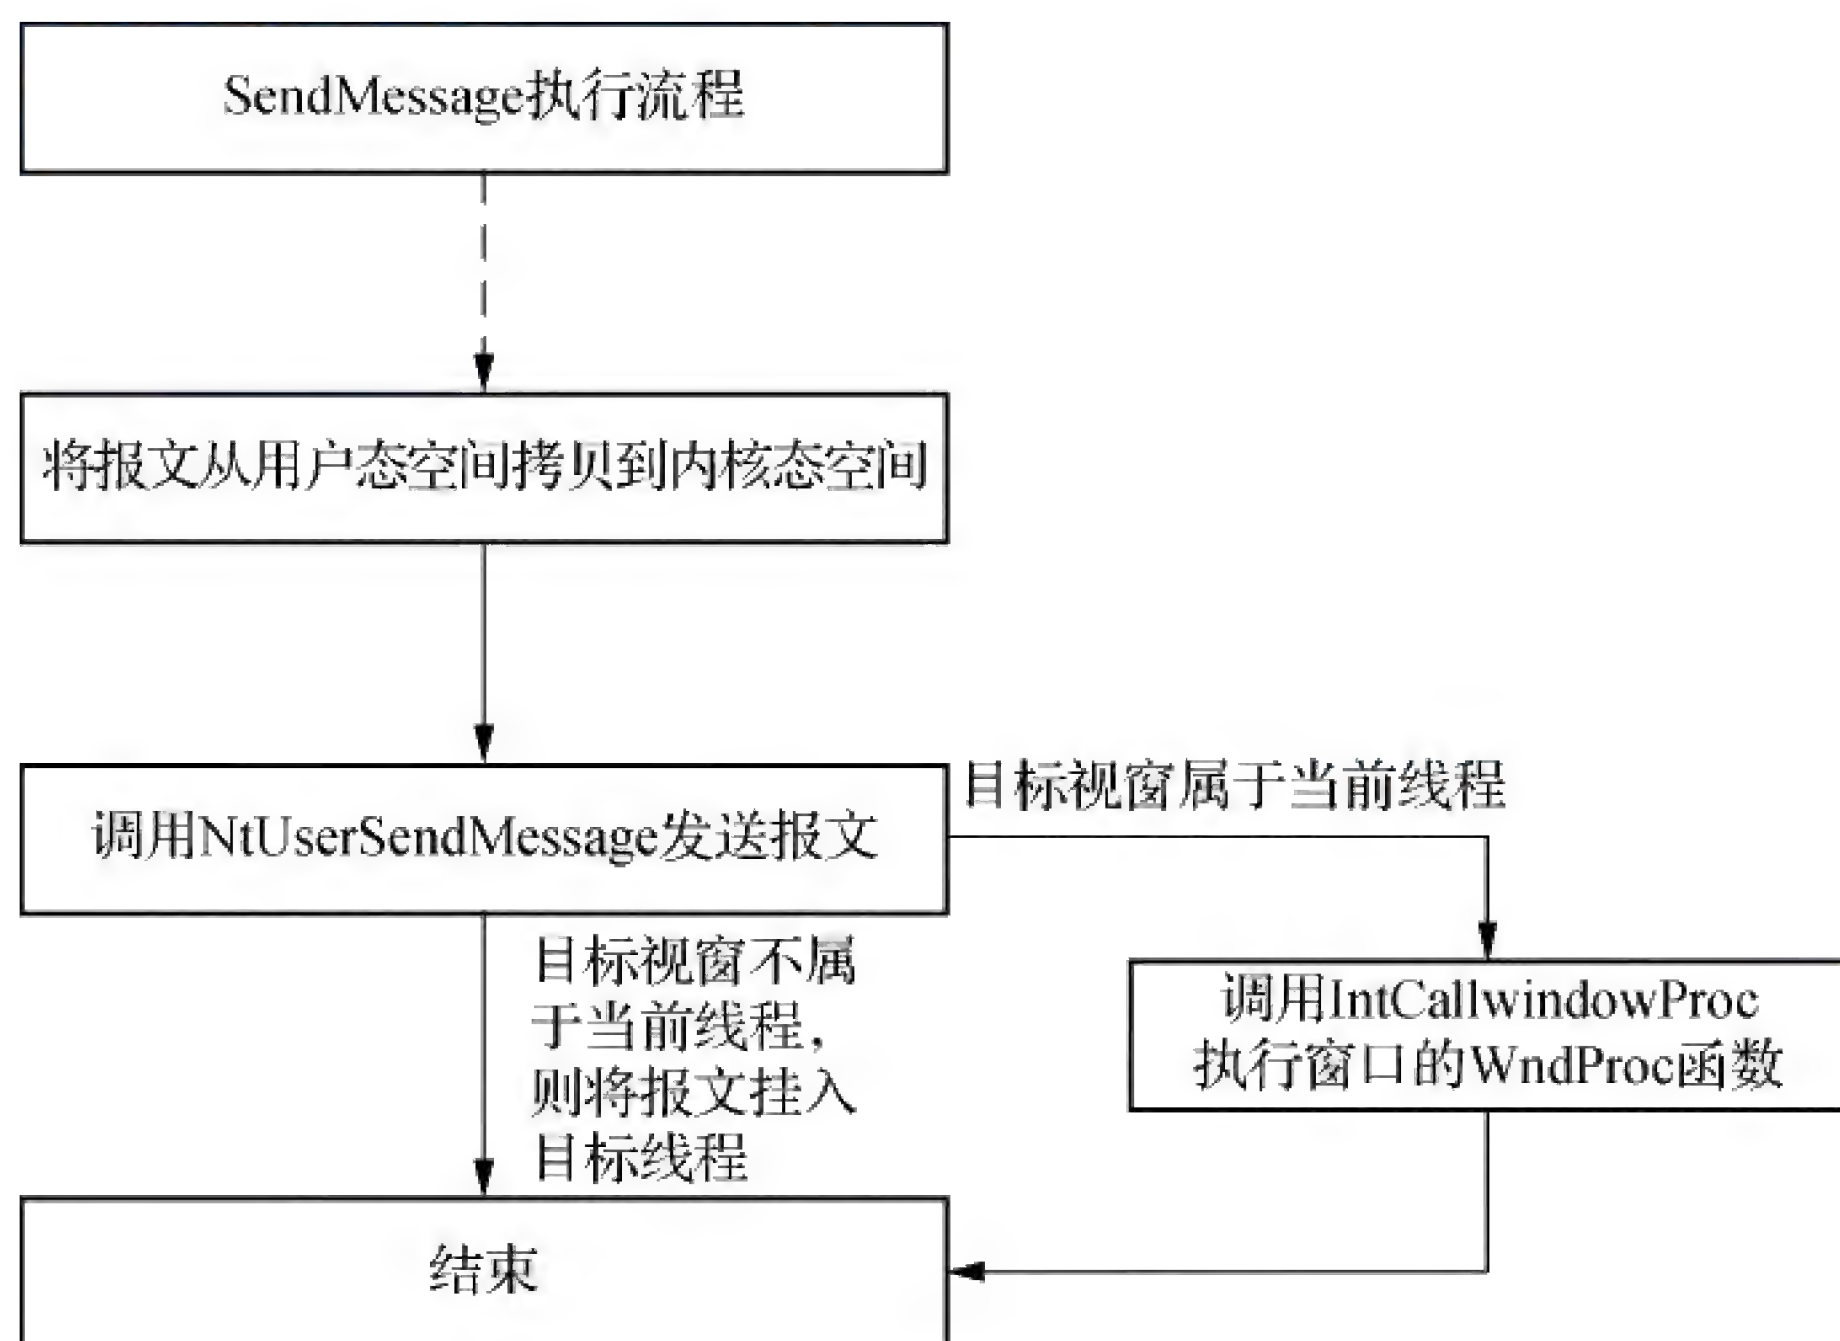 SendMessage执行流程
将报文从用户态空间拷贝到内核态空间
目标视窗属于当前线程
调用NtUserSendMessage发送报文
目标视窗不属
于当前线程，
则将报文挂入
目标线程
调用IntCallwindowProc
执行窗口的WndProc函数
结束